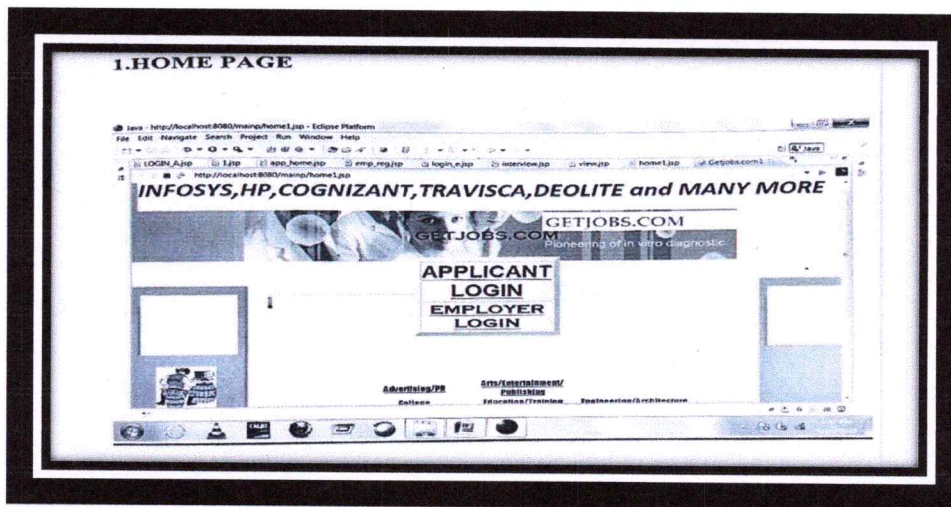 1.HOME PAGE
Java - http://localhost:8080/mainp/home1.jsp - Eclipse Platform
File Edit Navigate Search Project Run Window Help
Java
LOGIN_A.jsp 1.jsp app_home.jsp emp_reg.jsp login_e.jsp interview.jsp view.jsp home1.jsp Getjobs.com1
http://localhost:8080/mainp/home1.jsp
INFOSYS,HP,COGNIZANT,TRAVISCA,DEOLITE and MANY MORE
GETJOBS.COM
GETJOBS.COM
Pioneering of in vitro diagnostic
APPLICANT
LOGIN
EMPLOYER
LOGIN
Advertising/PR Arts/Entertainment/
Publishing
College Education/Training Engineering/Architecture